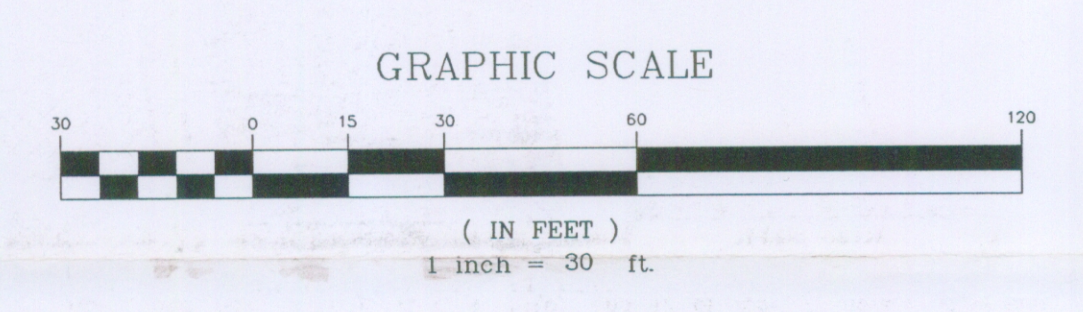 GRAPHIC SCALE
30 0 15 30 60 120
( IN FEET )
1 inch = 30 ft.